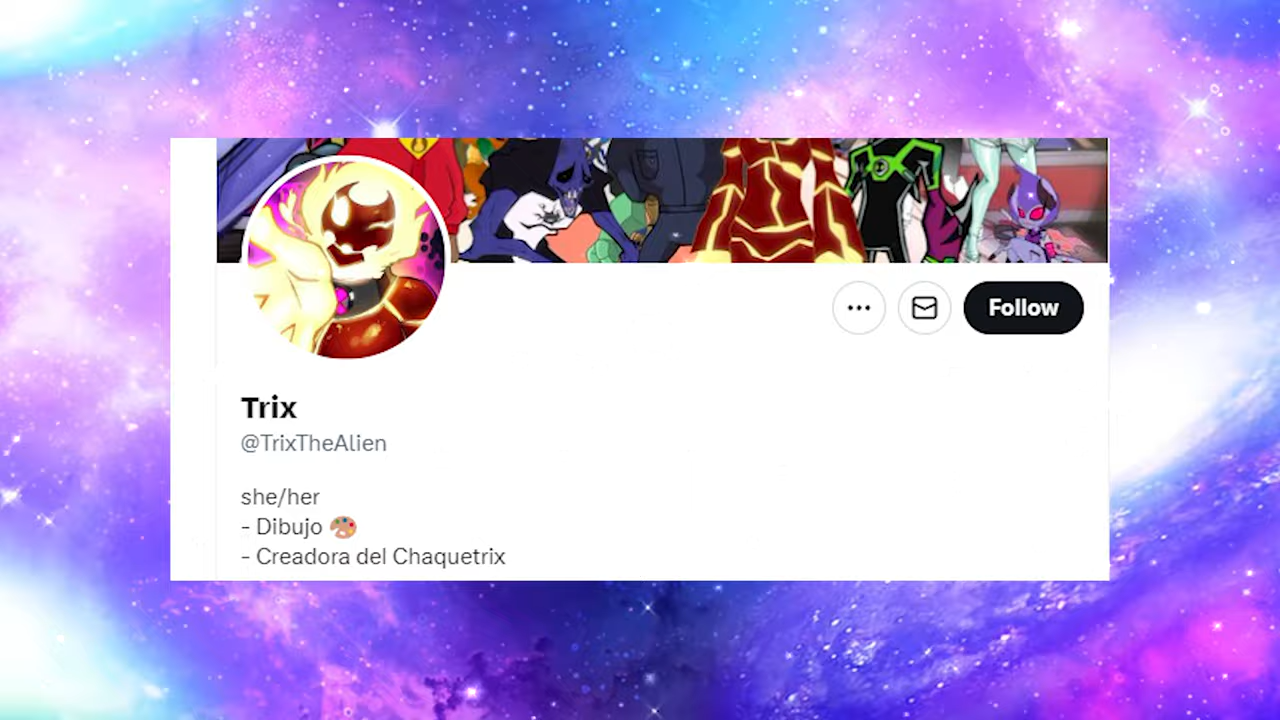 Follow
Trix
@TrixTheAlien
she/her
- Dibujo 🎨
- Creadora del Chaquetrix